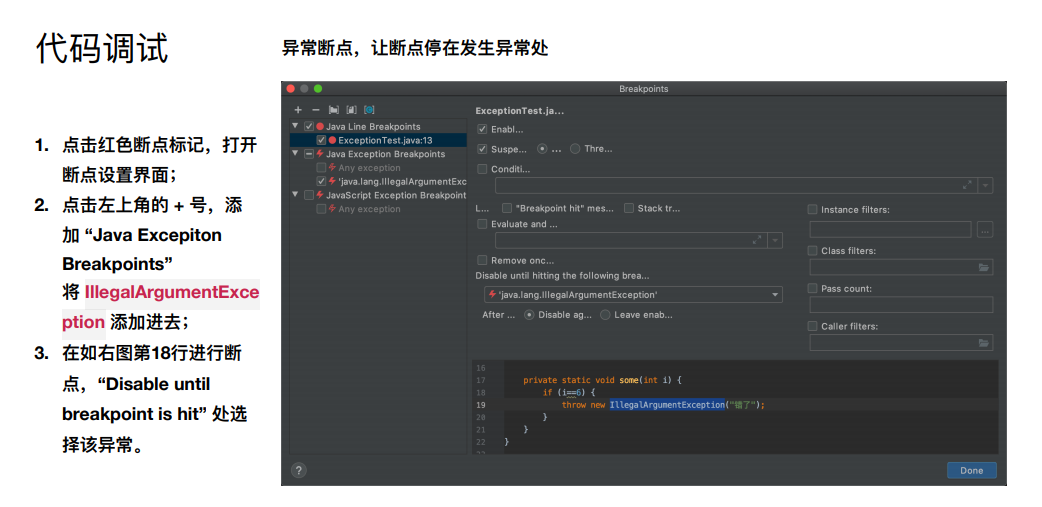 代码调试
异常断点，让断点停在发生异常处
1. 点击红色断点标记，打开
断点设置界面；
2. 点击左上角的 + 号，添
加 “Java Excepiton
Breakpoints”
将 IllegalArgumentExce
ption 添加进去；
3. 在如右图第18行进行断
点，“Disable until
breakpoint is hit” 处选
择该异常。
Breakpoints
Java Line Breakpoints
ExceptionTest.java:13
Java Exception Breakpoints
Any exception
'java.lang.IllegalArgumentExc
JavaScript Exception Breakpoint
Any exception
ExceptionTest.ja...
Enabl...
Suspe... ... Thre...
Conditi...
L... "Breakpoint hit" mes... Stack tr...
Evaluate and ...
Remove onc...
Disable until hitting the following brea...
'java.lang.IllegalArgumentException'
After ... Disable ag... Leave enab...
Instance filters:
...
Class filters:
Pass count:
Caller filters:
16
17 private static void some(int i) {
18 if (i==6) {
19 throw new IllegalArgumentException("错了");
20 }
21 }
22 }
?
Done